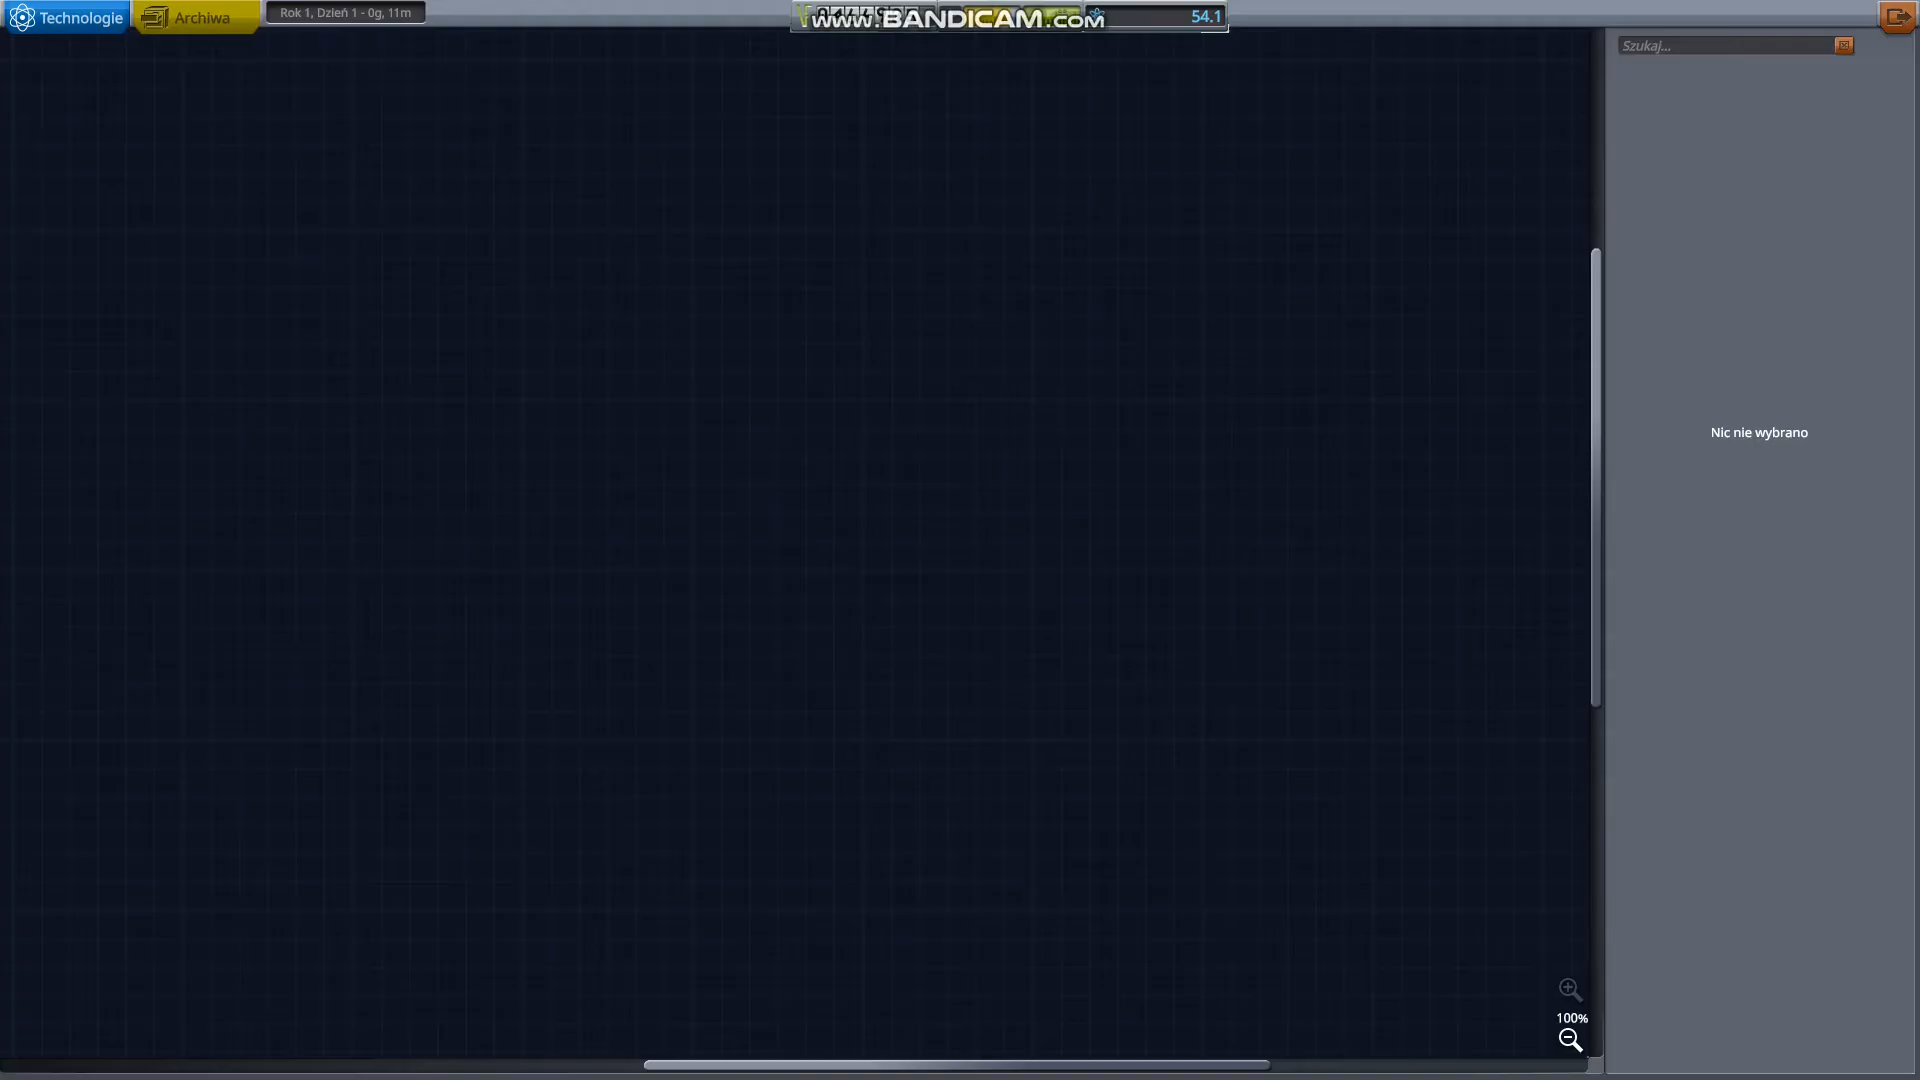 Technologie
Archiwa
Rok 1, Dzień 1 - 0g, 11m
www.BANDICAM.com
54.1
Szukaj...
Nic nie wybrano
100%